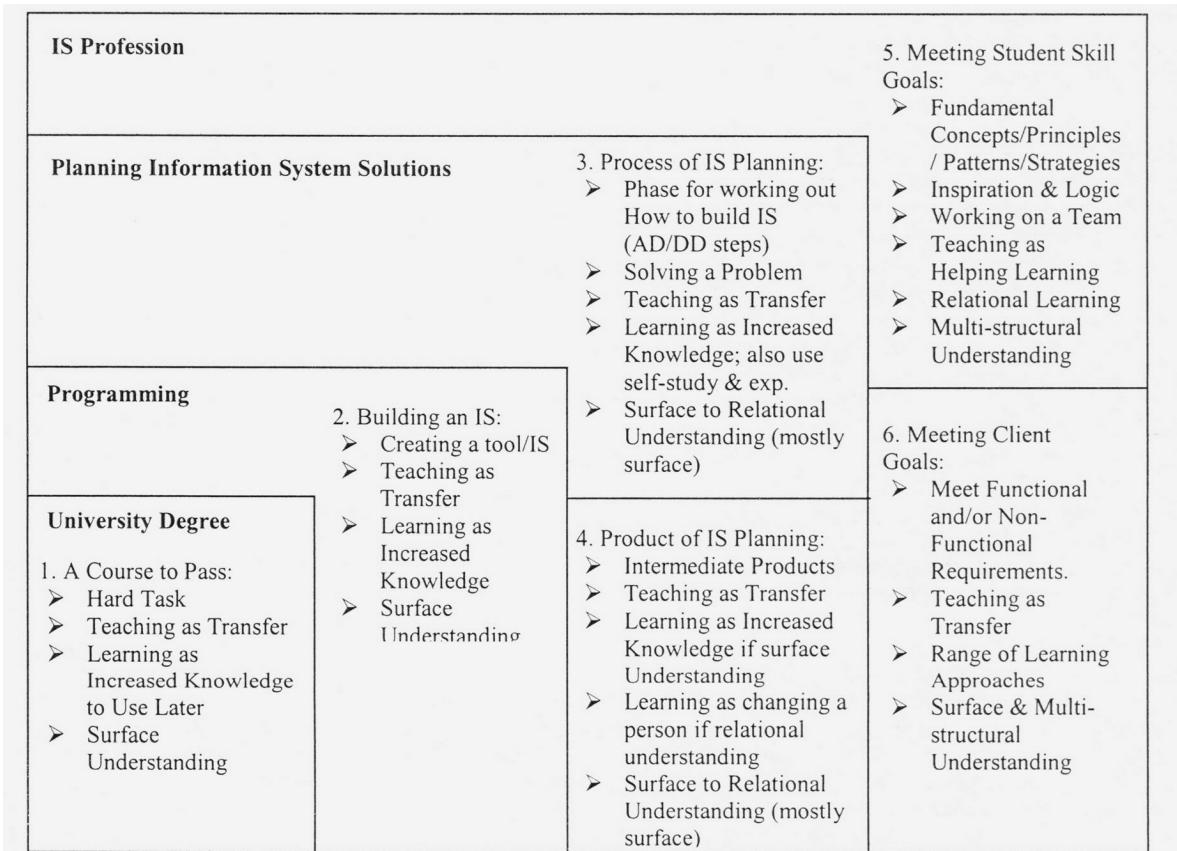 IS Profession
5. Meeting Student Skill
Goals:
➢ Fundamental
Concepts/Principles
/ Patterns/Strategies
➢ Inspiration & Logic
➢ Working on a Team
➢ Teaching as
Helping Learning
➢ Relational Learning
➢ Multi-structural
Understanding
Planning Information System Solutions
3. Process of IS Planning:
➢ Phase for working out
How to build IS
(AD/DD steps)
➢ Solving a Problem
➢ Teaching as Transfer
➢ Learning as Increased
Knowledge; also use
self-study & exp.
➢ Surface to Relational
Understanding (mostly
surface)
Programming
2. Building an IS:
➢ Creating a tool/IS
➢ Teaching as
Transfer
➢ Learning as
Increased
Knowledge
➢ Surface
Understanding
6. Meeting Client
Goals:
➢ Meet Functional
and/or Non-
Functional
Requirements.
➢ Teaching as
Transfer
➢ Range of Learning
Approaches
➢ Surface & Multi-
structural
Understanding
University Degree
1. A Course to Pass:
➢ Hard Task
➢ Teaching as Transfer
➢ Learning as
Increased Knowledge
to Use Later
➢ Surface
Understanding
4. Product of IS Planning:
➢ Intermediate Products
➢ Teaching as Transfer
➢ Learning as Increased
Knowledge if surface
Understanding
➢ Learning as changing a
person if relational
understanding
➢ Surface to Relational
Understanding (mostly
surface)